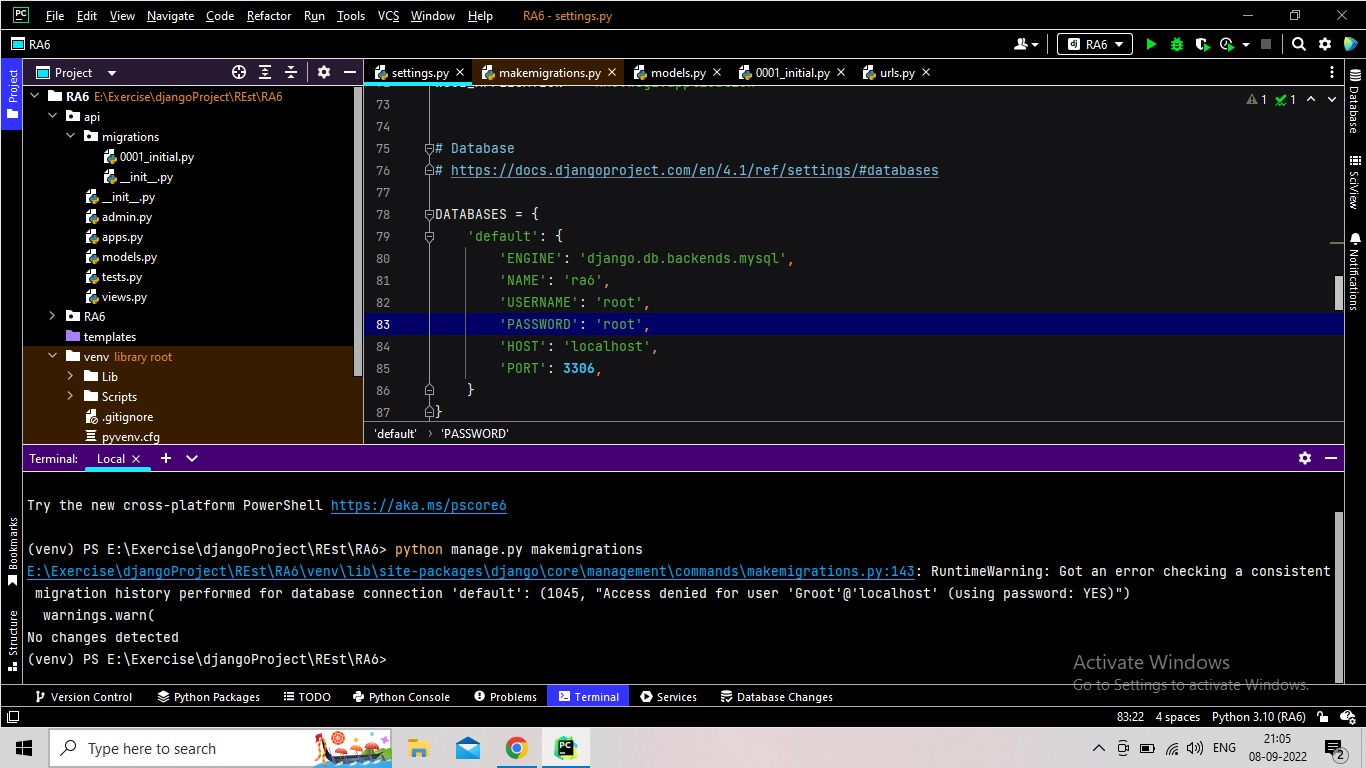 PC File Edit View Navigate Code Refactor Run Tools VCS Window Help RA6 - settings.py
RA6
dj RA6
Project
settings.py
makemigrations.py
models.py
0001_initial.py
urls.py
Project
RA6 E:\Exercise\djangoProject\REst\RA6
api
migrations
0001_initial.py
__init__.py
__init__.py
admin.py
apps.py
models.py
tests.py
views.py
RA6
templates
venv library root
Lib
Scripts
.gitignore
pyvenv.cfg
73
74
75 # Database
76 # https://docs.djangoproject.com/en/4.1/ref/settings/#databases
77
78 DATABASES = {
79 'default': {
80 'ENGINE': 'django.db.backends.mysql',
81 'NAME': 'ra6',
82 'USERNAME': 'root',
83 'PASSWORD': 'root',
84 'HOST': 'localhost',
85 'PORT': 3306,
86 }
87 }
1 1
'default' › 'PASSWORD'
Database
SciView
Notifications
Terminal: Local
Try the new cross-platform PowerShell https://aka.ms/pscore6
(venv) PS E:\Exercise\djangoProject\REst\RA6> python manage.py makemigrations
E:\Exercise\djangoProject\REst\RA6\venv\lib\site-packages\django\core\management\commands\makemigrations.py:143: RuntimeWarning: Got an error checking a consistent
migration history performed for database connection 'default': (1045, "Access denied for user 'Groot'@'localhost' (using password: YES)")
warnings.warn(
No changes detected
(venv) PS E:\Exercise\djangoProject\REst\RA6>
Bookmarks
Structure
Activate Windows
Go to Settings to activate Windows.
Version Control Python Packages TODO Python Console Problems Terminal Services Database Changes
83:22 4 spaces Python 3.10 (RA6)
Type here to search
PC
ENG
21:05
08-09-2022
2